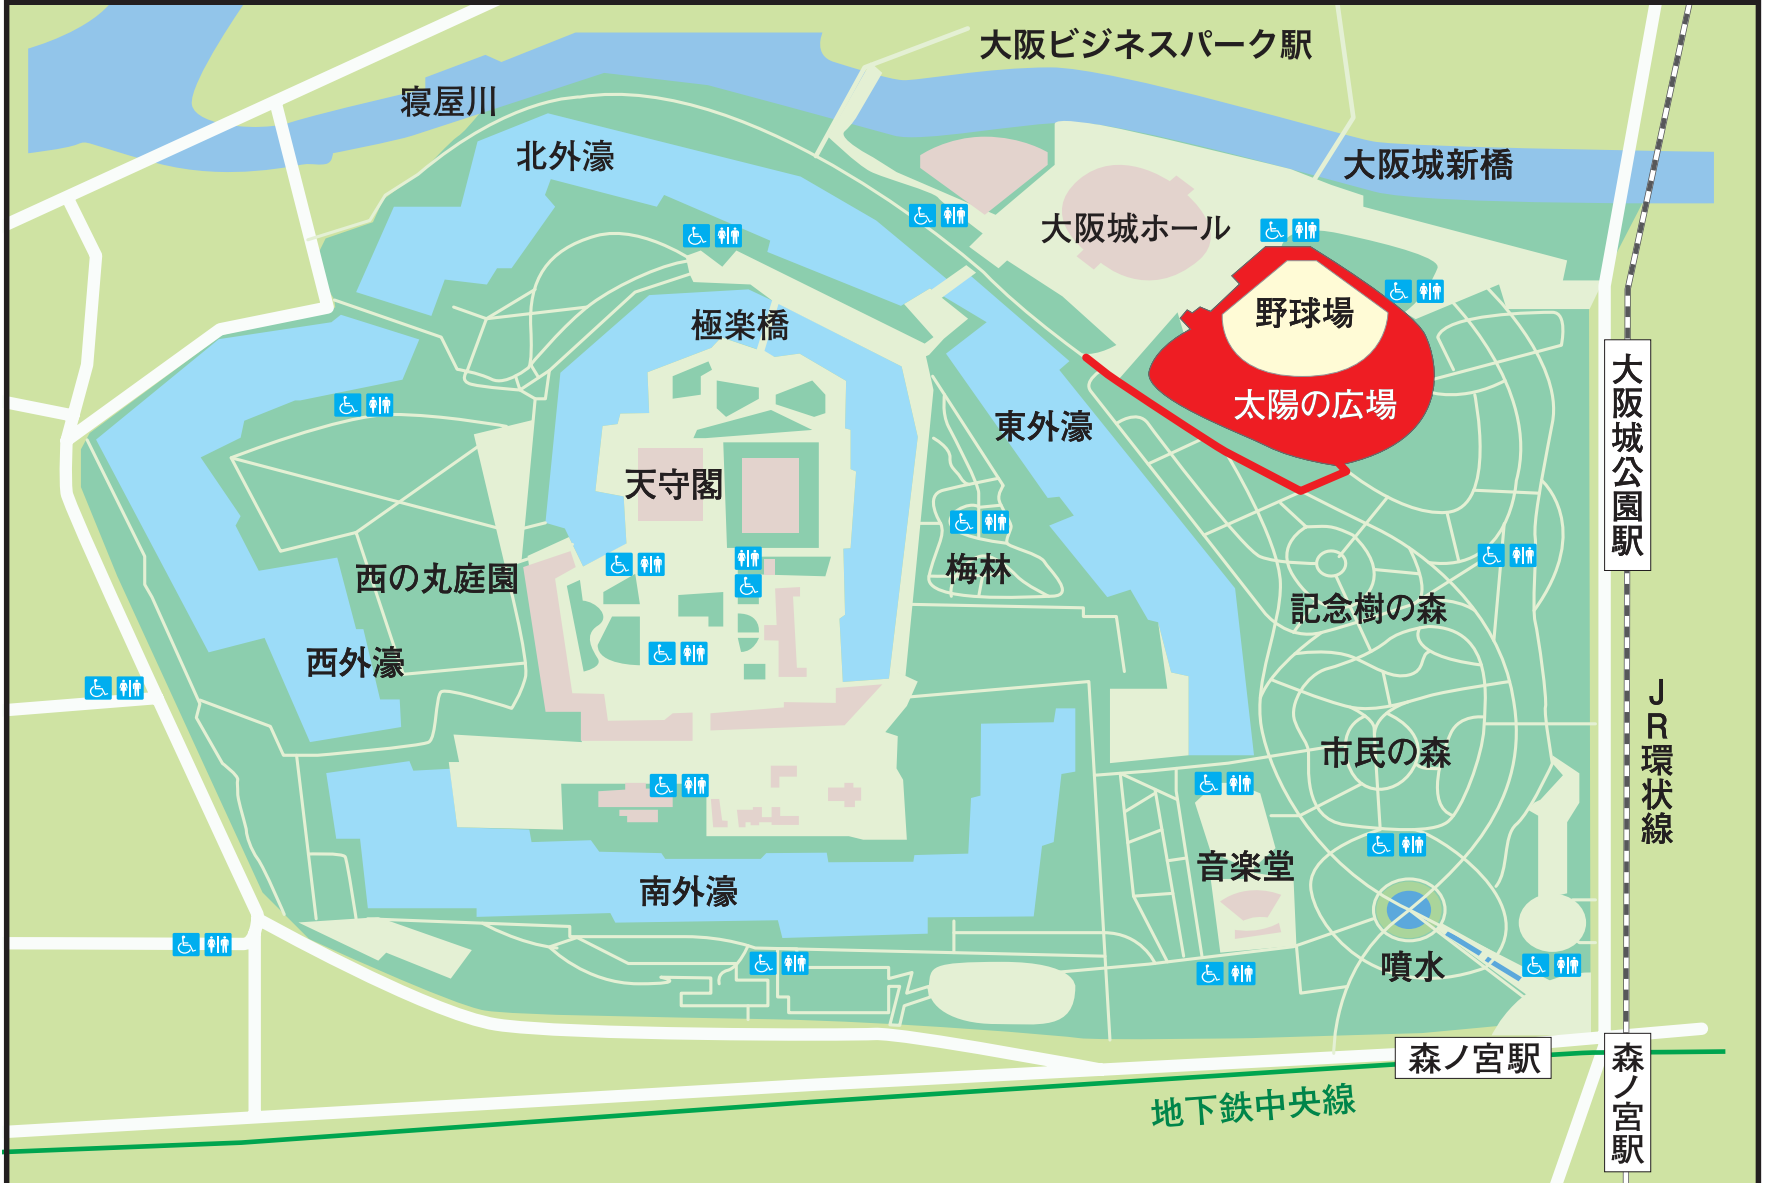 大阪ビジネスパーク駅
寝屋川
北外濠
大阪城新橋
大阪城ホール
極楽橋
野球場
太陽の広場
東外濠
大阪城公園駅
天守閣
梅林
西の丸庭園
記念樹の森
西外濠
JR環状線
市民の森
音楽堂
南外濠
噴水
森ノ宮駅
森ノ宮駅
地下鉄中央線